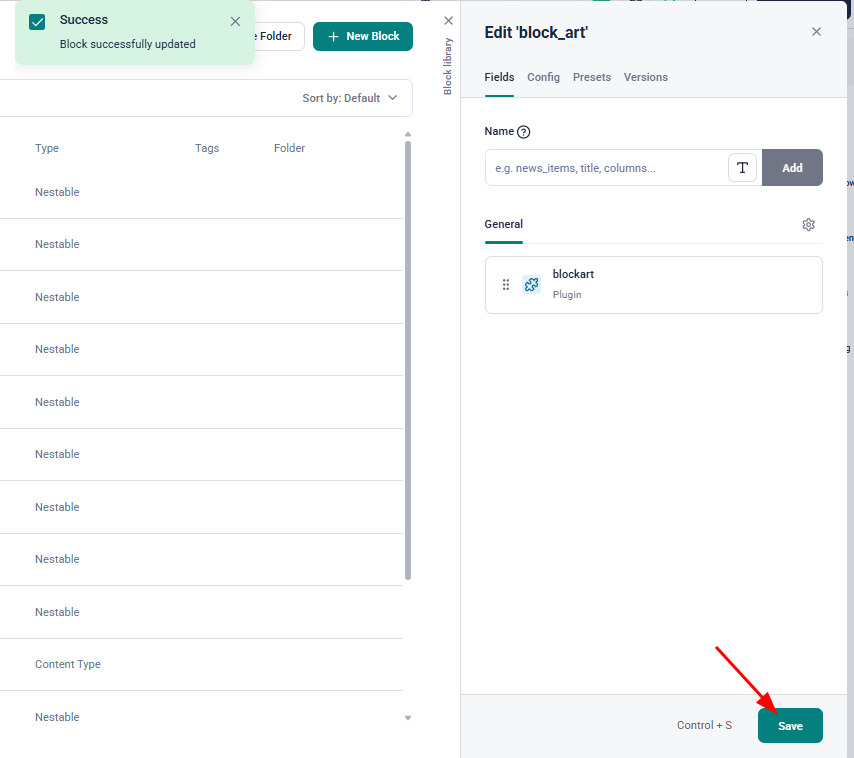 Success
Block successfully updated
Folder
New Block
Block library
Sort by: Default
Type Tags Folder
Nestable
Nestable
Nestable
Nestable
Nestable
Nestable
Nestable
Nestable
Nestable
Content Type
Nestable
Edit 'block_art'
Fields Config Presets Versions
Name ?
e.g. news_items, title, columns... T Add
General
blockart
Plugin
Control + S Save